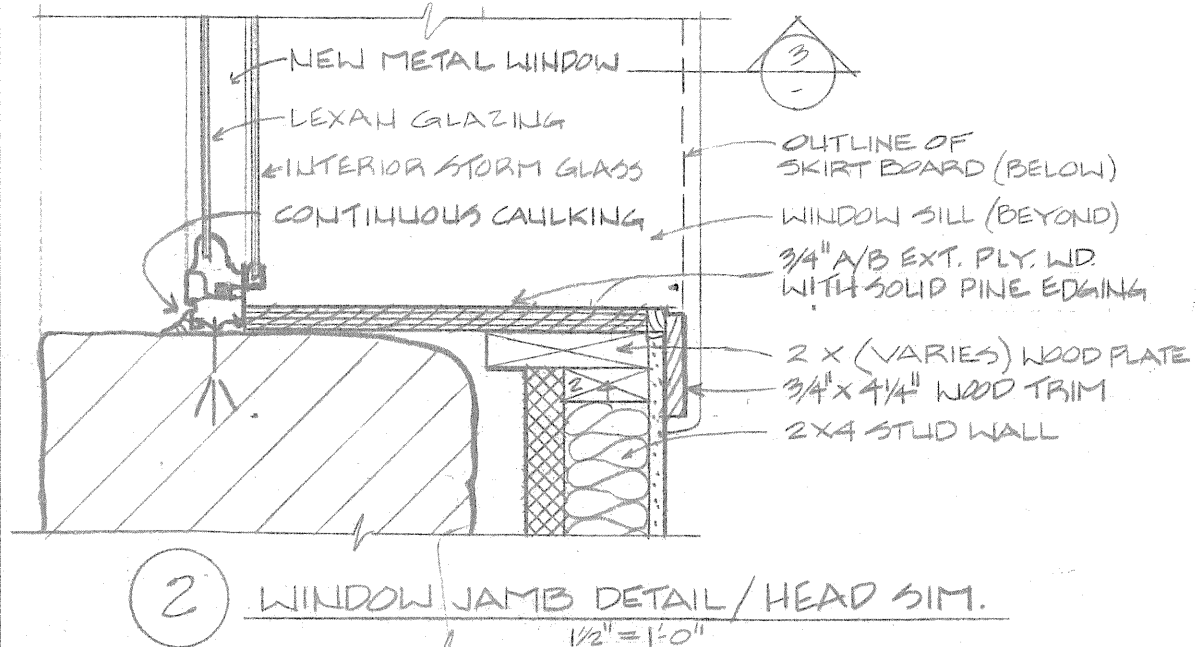 NEW METAL WINDOW
LEXAN GLAZING
INTERIOR STORM GLASS
CONTINUOUS CAULKING
3
-
OUTLINE OF
SKIRT BOARD (BELOW)
WINDOW SILL (BEYOND)
3/4" A/B EXT. PLY. WD.
WITH SOLID PINE EDGING
2 X (VARIES) WOOD PLATE
3/4" X 4 1/4" WOOD TRIM
2X4 STUD WALL
2
2 WINDOW JAMB DETAIL / HEAD SIM.
1 1/2" = 1'-0"